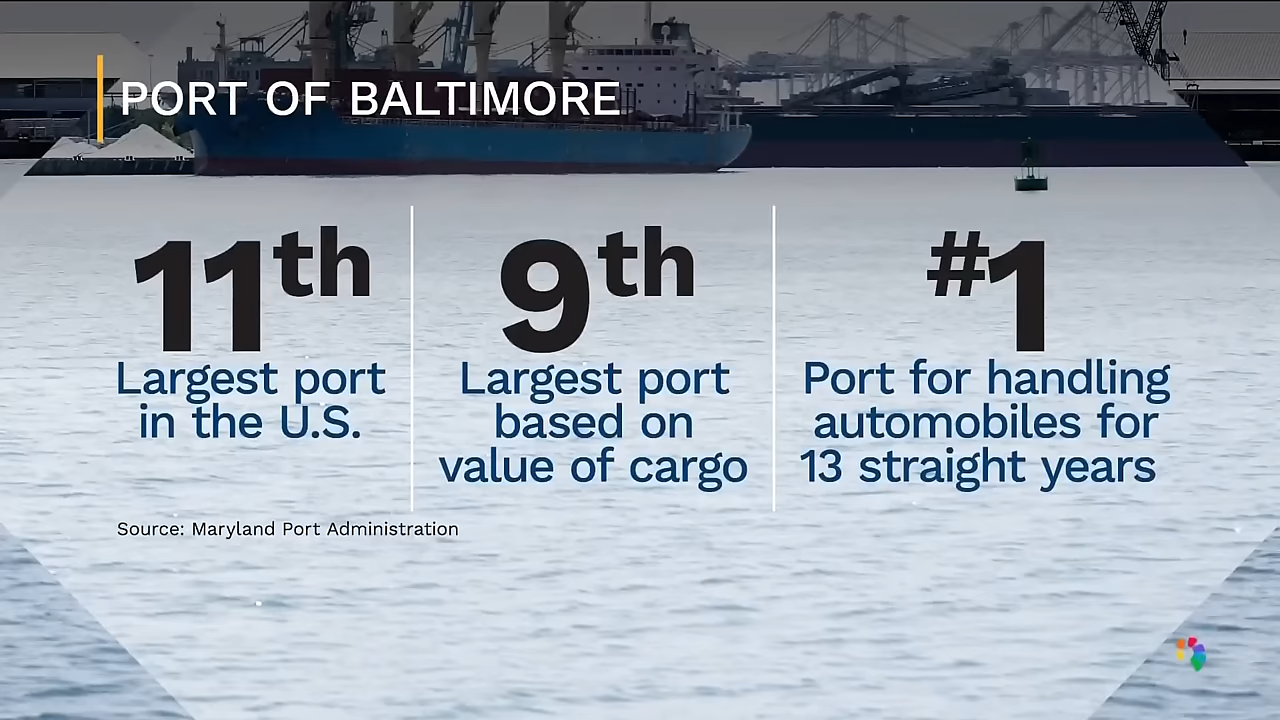 PORT OF BALTIMORE
11th
Largest port
in the U.S.
9th
Largest port
based on
value of cargo
#1
Port for handling
automobiles for
13 straight years
Source: Maryland Port Administration